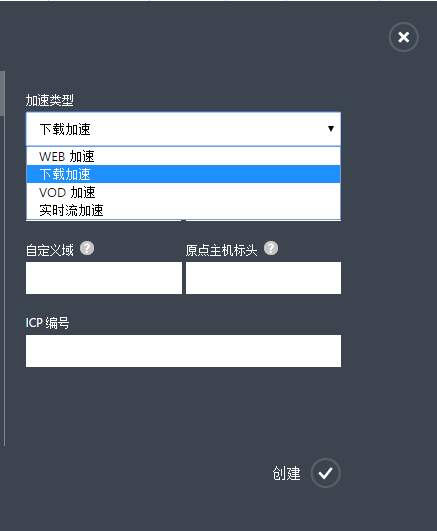 加速类型
下载加速
WEB 加速
下载加速
VOD 加速
实时流加速
自定义域 ? 原点主机标头 ?
ICP 编号
创建